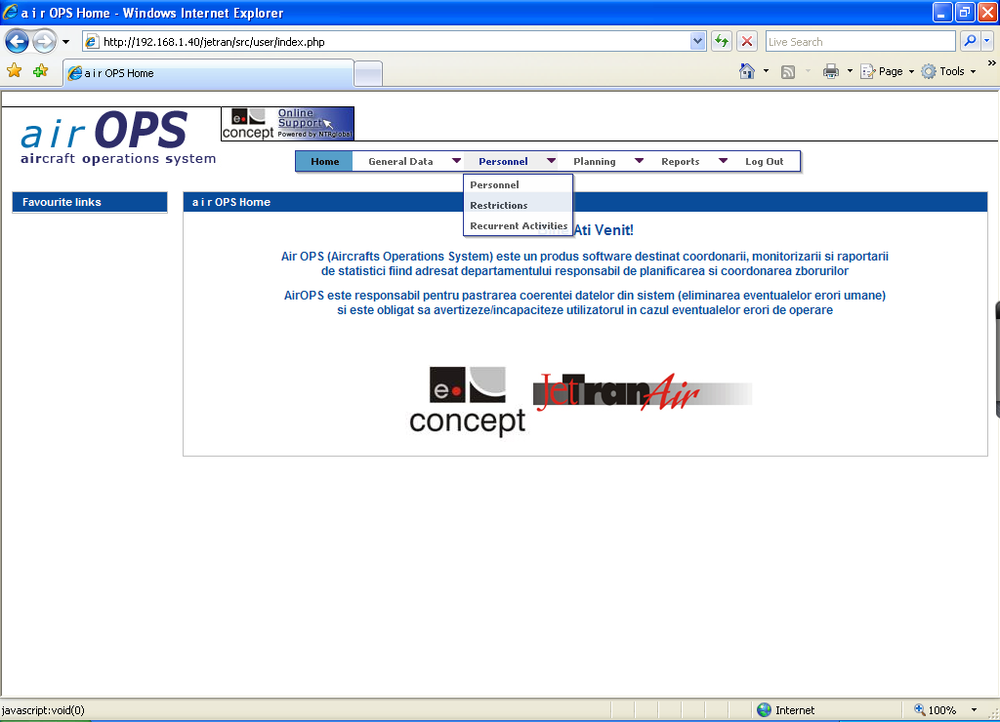 a i r OPS Home - Windows Internet Explorer
http://192.168.1.40/jetran/src/user/index.php
Live Search
a i r OPS Home
Page
Tools
air OPS
aircraft operations system
e concept
Online Support
Powered by NTRglobal
Home General Data Personnel Planning Reports Log Out
Personnel
Restrictions
Recurrent Activities
Favourite links
a i r OPS Home
Ati Venit!
Air OPS (Aircrafts Operations System) este un produs software destinat coordonarii, monitorizarii si raportarii
de statistici fiind adresat departamentului responsabil de planificarea si coordonarea zborurilor
AirOPS este responsabil pentru pastrarea coerentei datelor din sistem (eliminarea eventualelor erori umane)
si este obligat sa avertizeze/incapaciteze utilizatorul in cazul eventualelor erori de operare
e
concept
JetTranAir
javascript:void(0)
Internet
100%